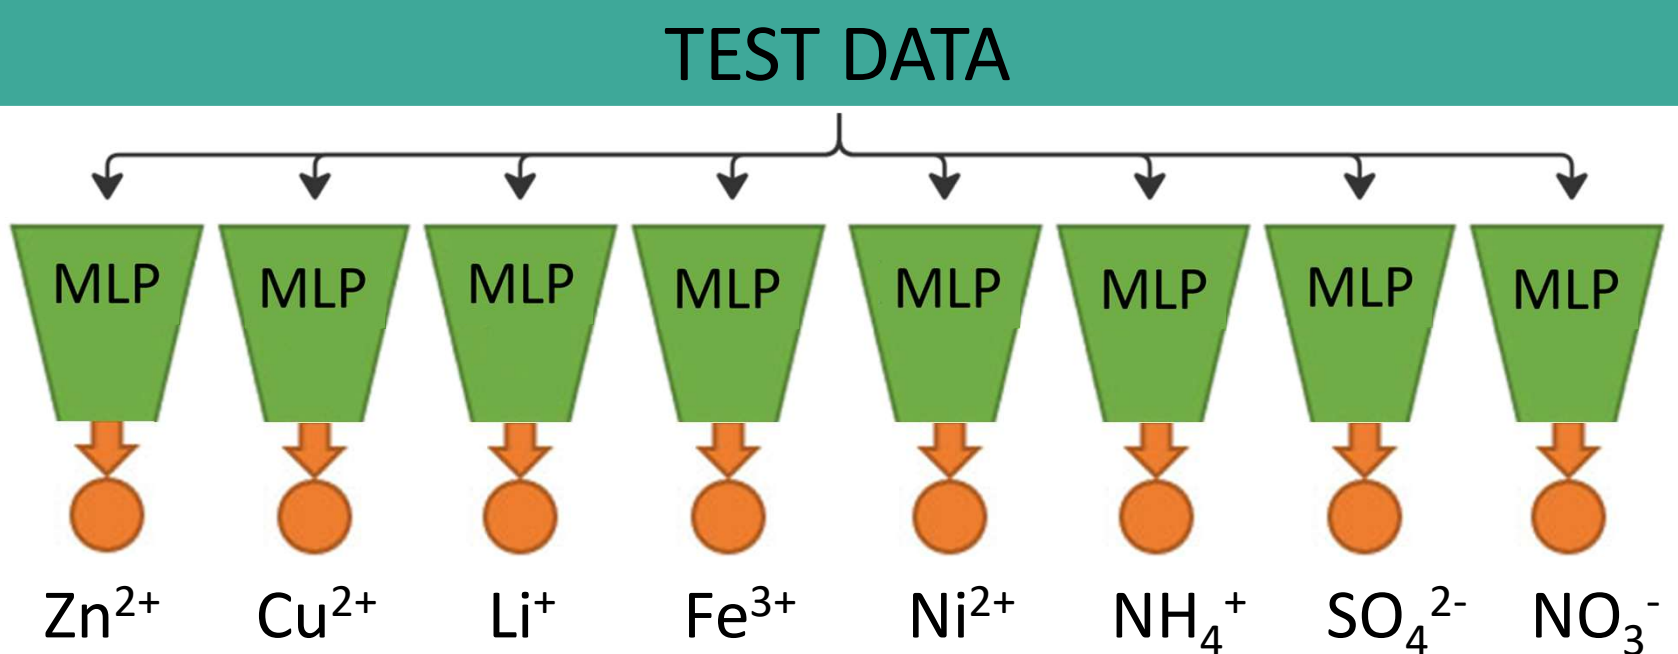 TEST DATA
MLP MLP MLP MLP MLP MLP MLP MLP
Zn²⁺ Cu²⁺ Li⁺ Fe³⁺ Ni²⁺ NH₄⁺ SO₄²⁻ NO₃⁻